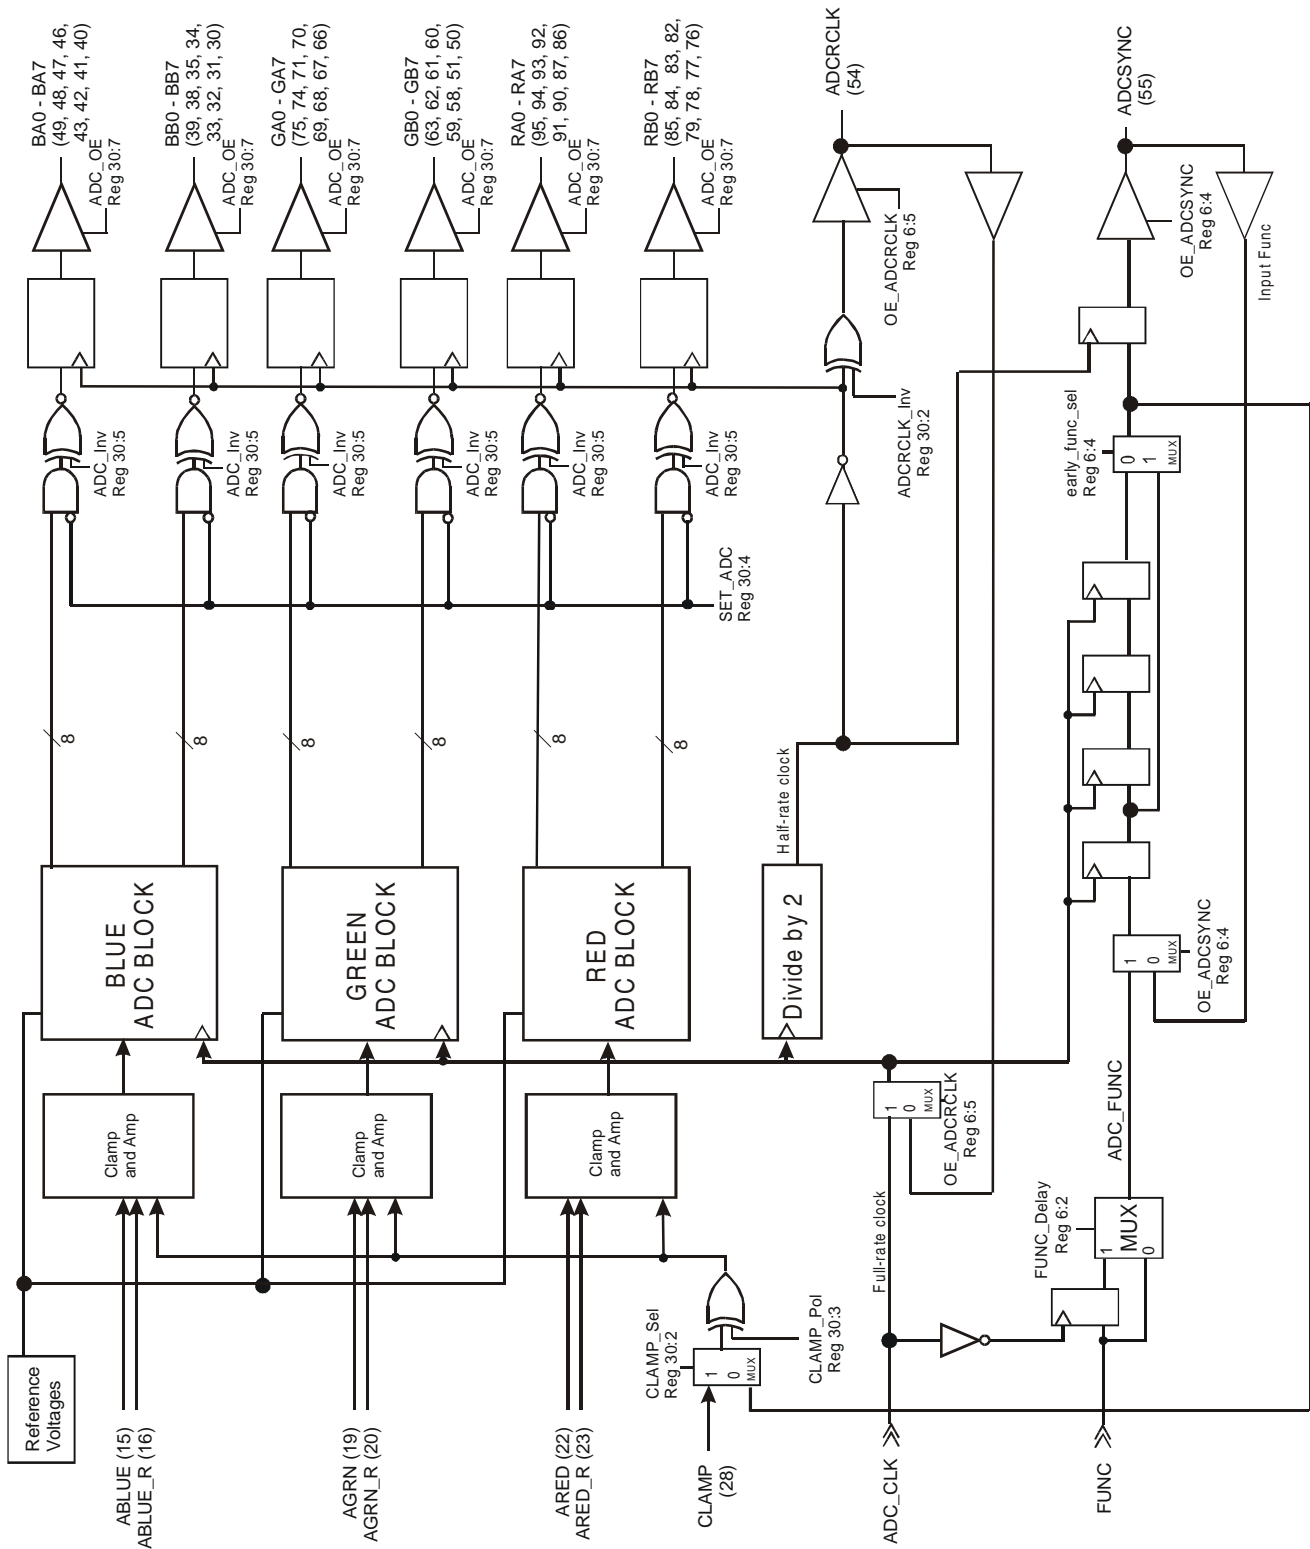 BA0 - BA7
(49, 48, 47, 46,
43, 42, 41, 40)
ADC_OE
Reg 30:7
BB0 - BB7
(39, 38, 35, 34,
33, 32, 31, 30)
ADC_OE
Reg 30:7
GA0 - GA7
(75, 74, 71, 70,
69, 68, 67, 66)
ADC_OE
Reg 30:7
GB0 - GB7
(63, 62, 61, 60,
59, 58, 51, 50)
ADC_OE
Reg 30:7
RA0 - RA7
(95, 94, 93, 92,
91, 90, 87, 86)
ADC_OE
Reg 30:7
RB0 - RB7
(85, 84, 83, 82,
79, 78, 77, 76)
ADC_OE
Reg 30:7
ADCRCLK
(54)
OE_ADCRCLK
Reg 6:5
ADCSYNC
(55)
OE_ADCSYNC
Reg 6:4
Input Func
ADC_Inv
Reg 30:5
ADC_Inv
Reg 30:5
ADC_Inv
Reg 30:5
ADC_Inv
Reg 30:5
ADC_Inv
Reg 30:5
ADC_Inv
Reg 30:5
ADCRCLK_Inv
Reg 30:2
early_func_sel
Reg 6:4
0
1
MUX
SET_ADC
Reg 30:4
8
8
8
8
8
8
BLUE
ADC BLOCK
GREEN
ADC BLOCK
RED
ADC BLOCK
Divide by 2
Half-rate clock
1
0
MUX
OE_ADCSYNC
Reg 6:4
Clamp
and Amp
Clamp
and Amp
Clamp
and Amp
1
0
MUX
OE_ADCRCLK
Reg 6:5
Full-rate clock
ADC_FUNC
FUNC_Delay
Reg 6:2
1
MUX
0
CLAMP_Sel
Reg 30:2
1
0
MUX
CLAMP_Pol
Reg 30:3
Reference
Voltages
ABLUE (15)
ABLUE_R (16)
AGRN (19)
AGRN_R (20)
ARED (22)
ARED_R (23)
CLAMP
(28)
ADC_CLK
FUNC